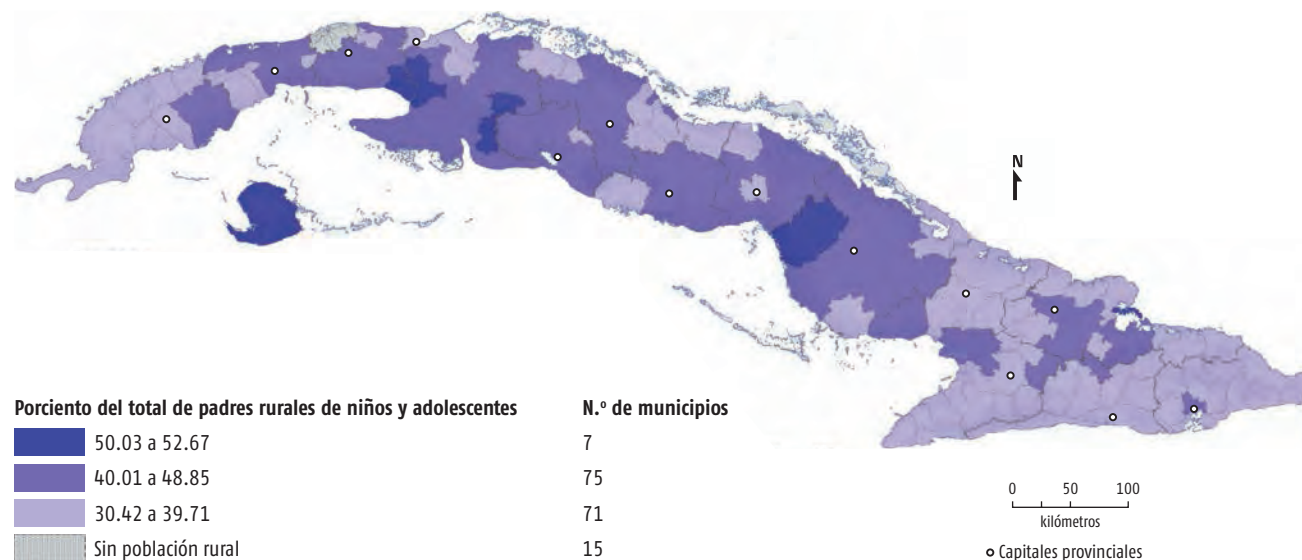 N
Porciento del total de padres rurales de niños y adolescentes N.º de municipios
50.03 a 52.67 7
40.01 a 48.85 75
30.42 a 39.71 71
Sin población rural 15
0 50 100
kilómetros
Capitales provinciales